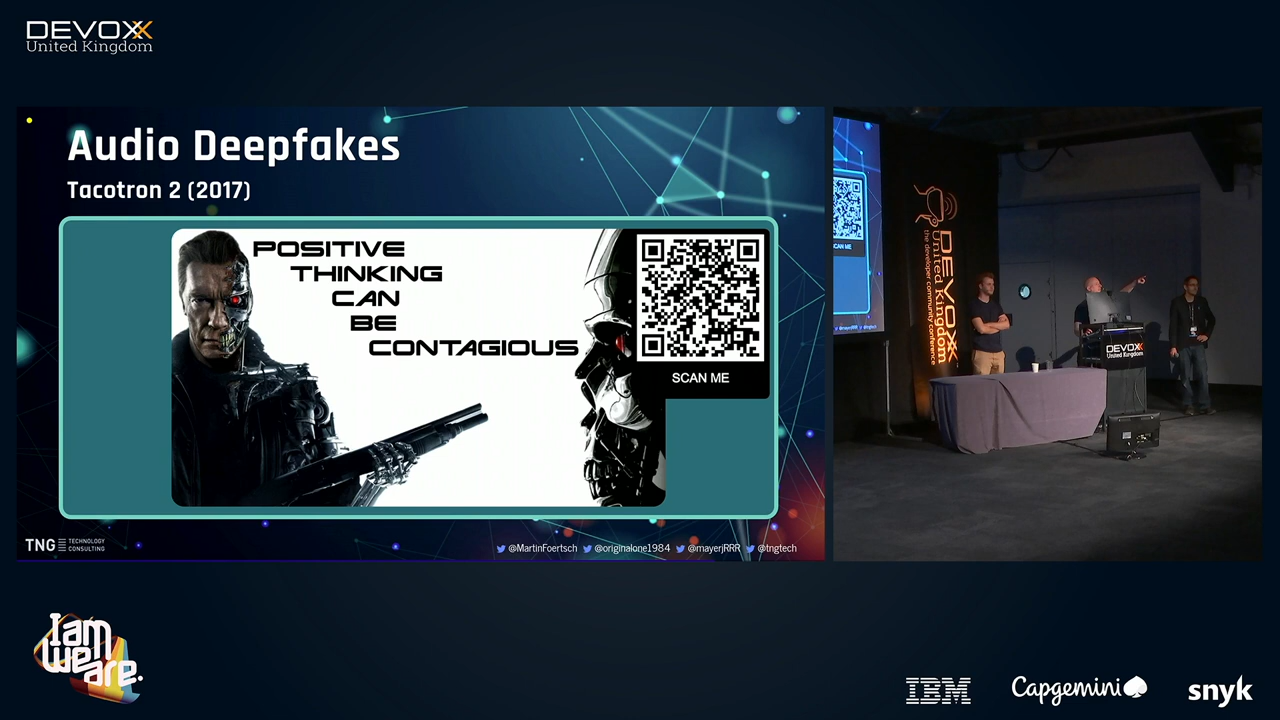 DEVOXX
United Kingdom
Audio Deepfakes
Tacotron 2 (2017)
POSITIVE
THINKING
CAN
BE
CONTAGIOUS
SCAN ME
TNG TECHNOLOGY
CONSULTING
@MartinFoertsch @originalone1984 @mayerjRRR @tngtech
SCAN ME
DEVOXX
United Kingdom
the developer community conference
DEVOXX
United Kingdom
I am
We are.
IBM
Capgemini
snyk